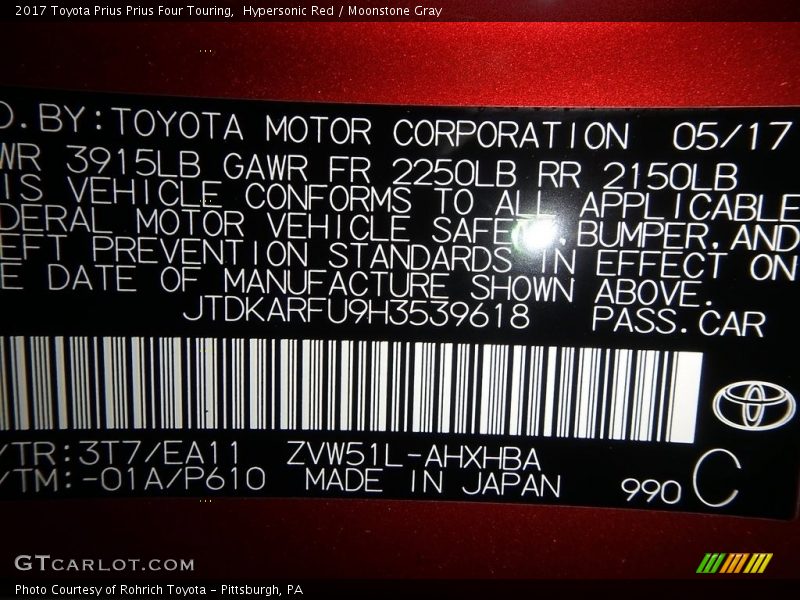 2017 Toyota Prius Prius Four Touring,  Hypersonic Red / Moonstone Gray
D.BY:TOYOTA MOTOR CORPORATION 05/17
WR 3915LB GAWR FR 2250LB RR 2150LB
IS VEHICLE CONFORMS TO ALL APPLICABLE
DERAL MOTOR VEHICLE SAFE ,BUMPER,AND
EFT PREVENTION STANDARDS IN EFFECT ON
E DATE OF MANUFACTURE SHOWN ABOVE.
JTDKARFU9H3539618 PASS.CAR
/TR:3T7/EA11 ZVW51L-AHXHBA
/TM:-01A/P610 MADE IN JAPAN 990 C
GTCARLOT.COM
Photo Courtesy of Rohrich Toyota - Pittsburgh, PA